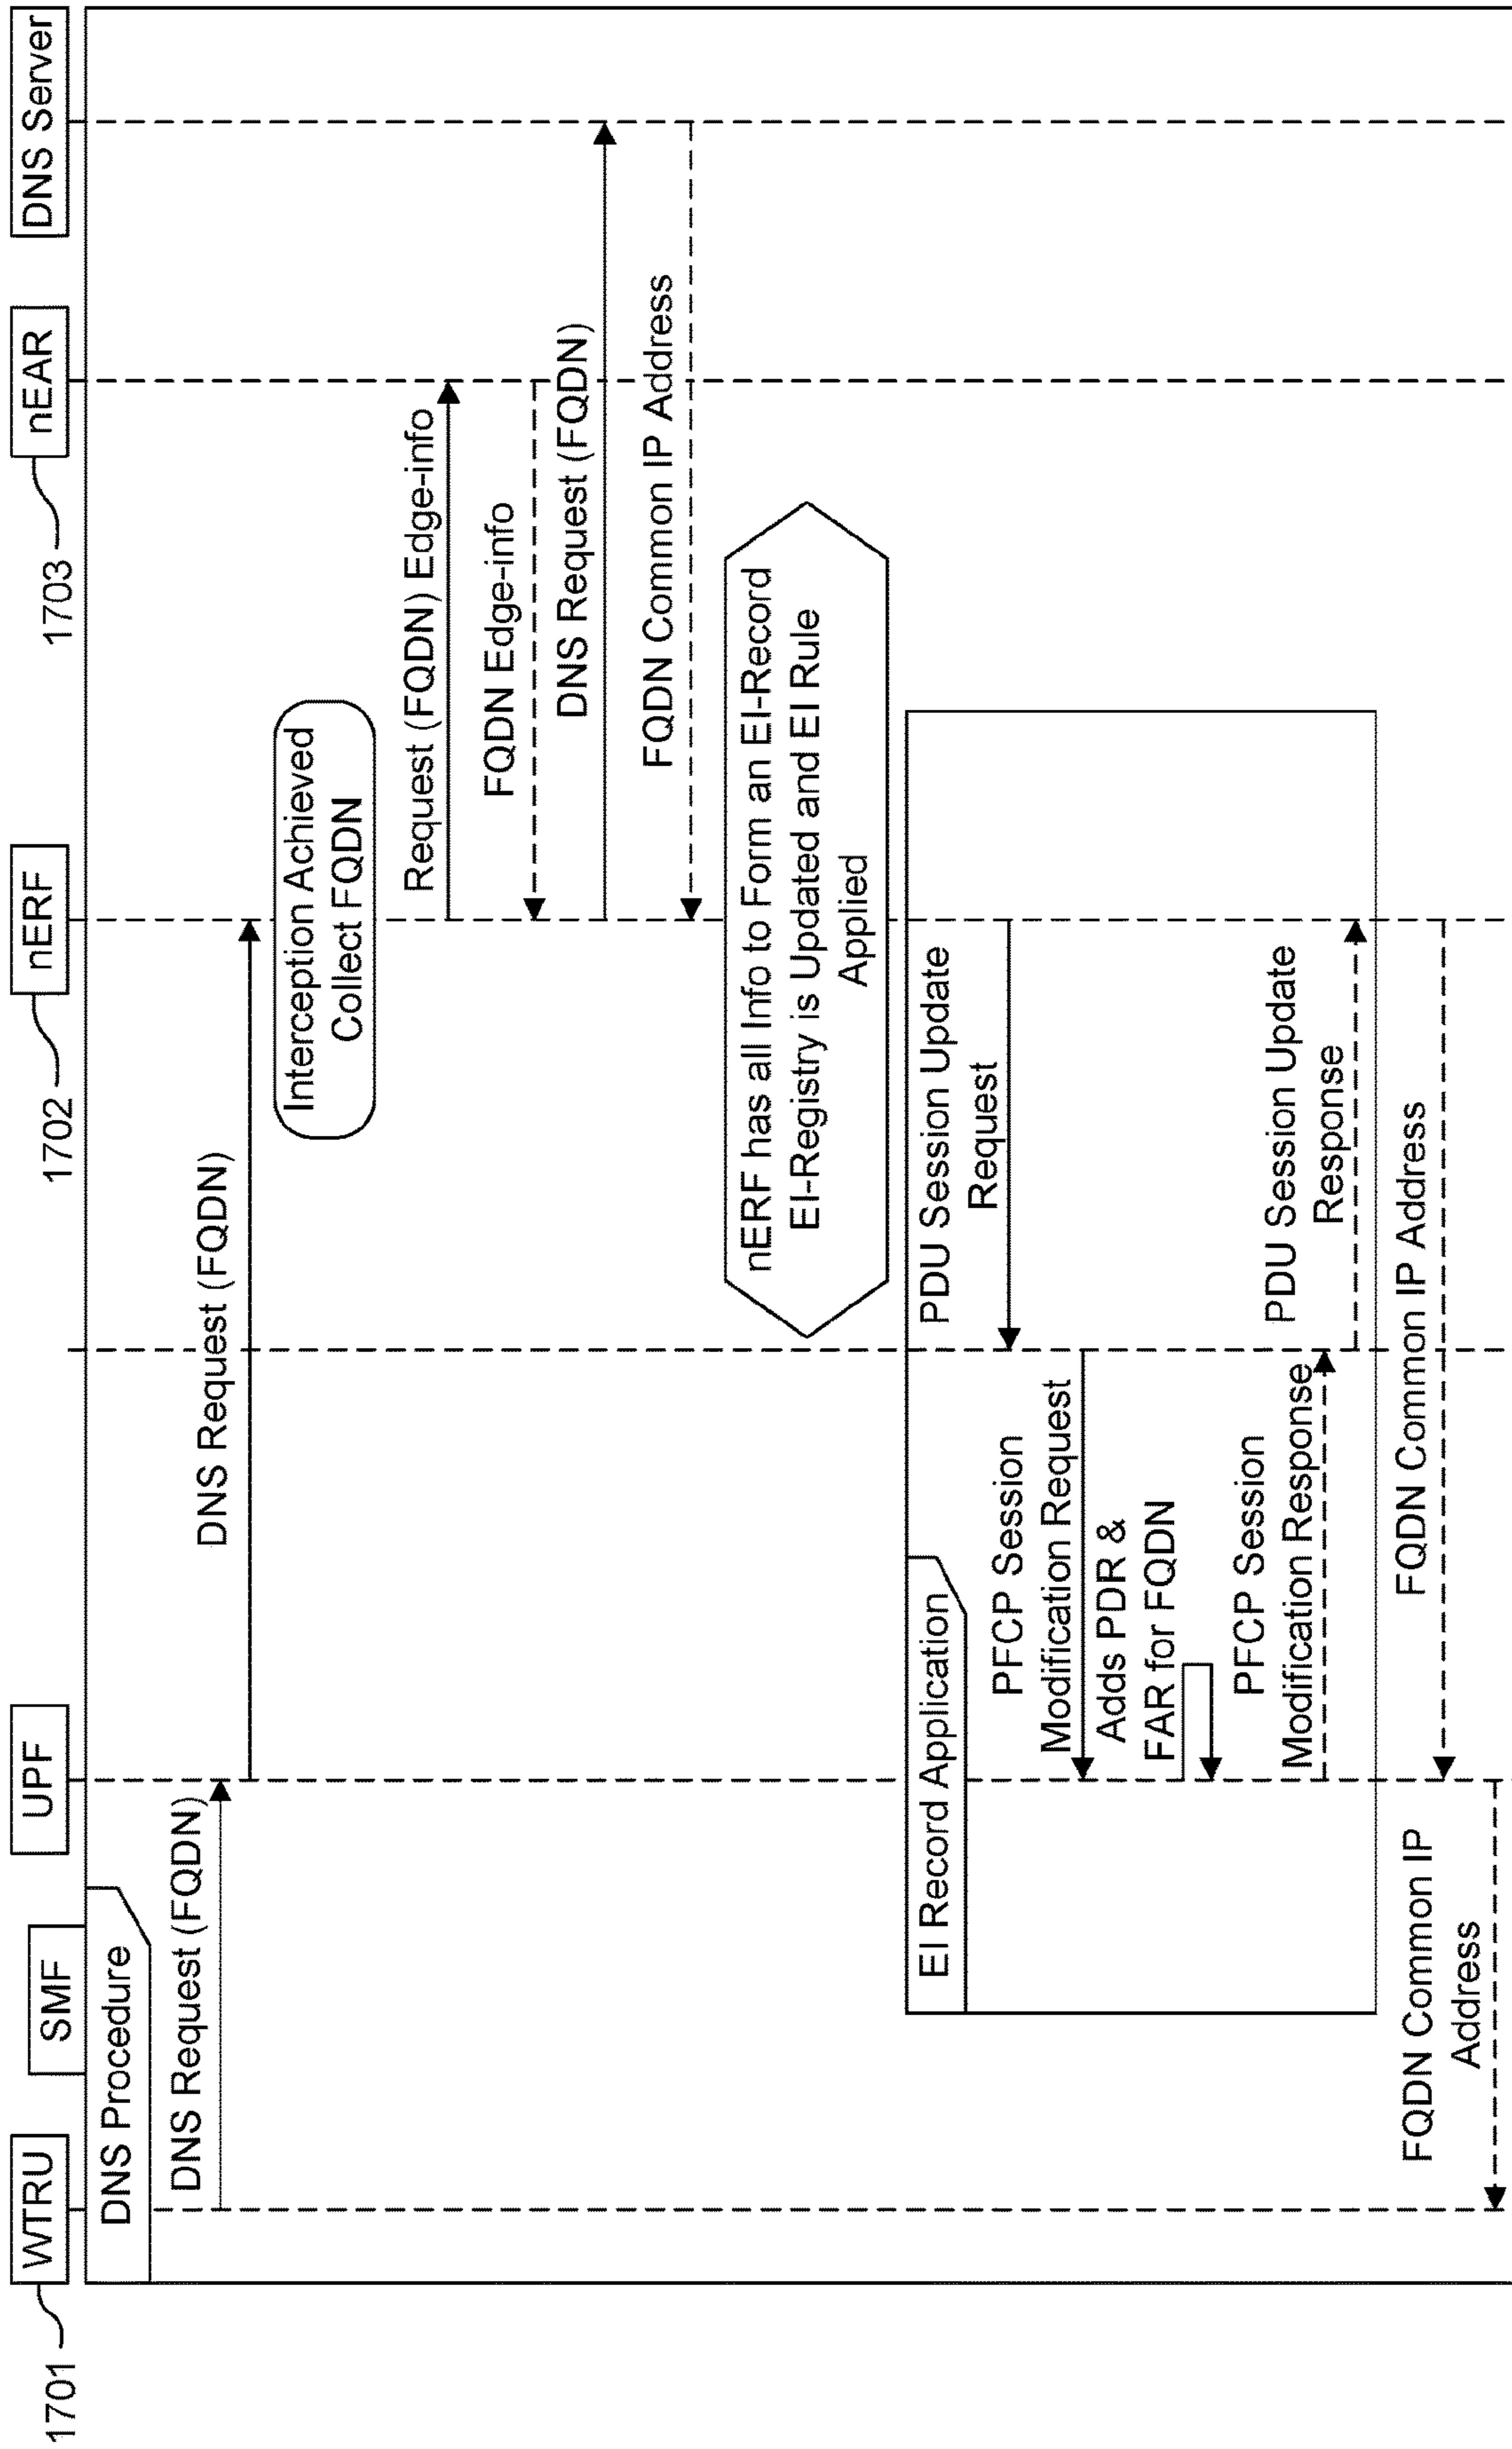 WTRU
SMF
UPF
nERF
nEAR
DNS Server
1701
1702
1703
DNS Procedure
DNS Request (FQDN)
DNS Request (FQDN)
Interception Achieved
Collect FQDN
Request (FQDN) Edge-info
FQDN Edge-info
DNS Request (FQDN)
FQDN Common IP Address
nERF has all Info to Form an EI-Record
EI-Registry is Updated and EI Rule
Applied
EI Record Application
PDU Session Update
Request
PFCP Session
Modification Request
Adds PDR &
FAR for FQDN
PFCP Session
Modification Response
PDU Session Update
Response
FQDN Common IP Address
FQDN Common IP
Address